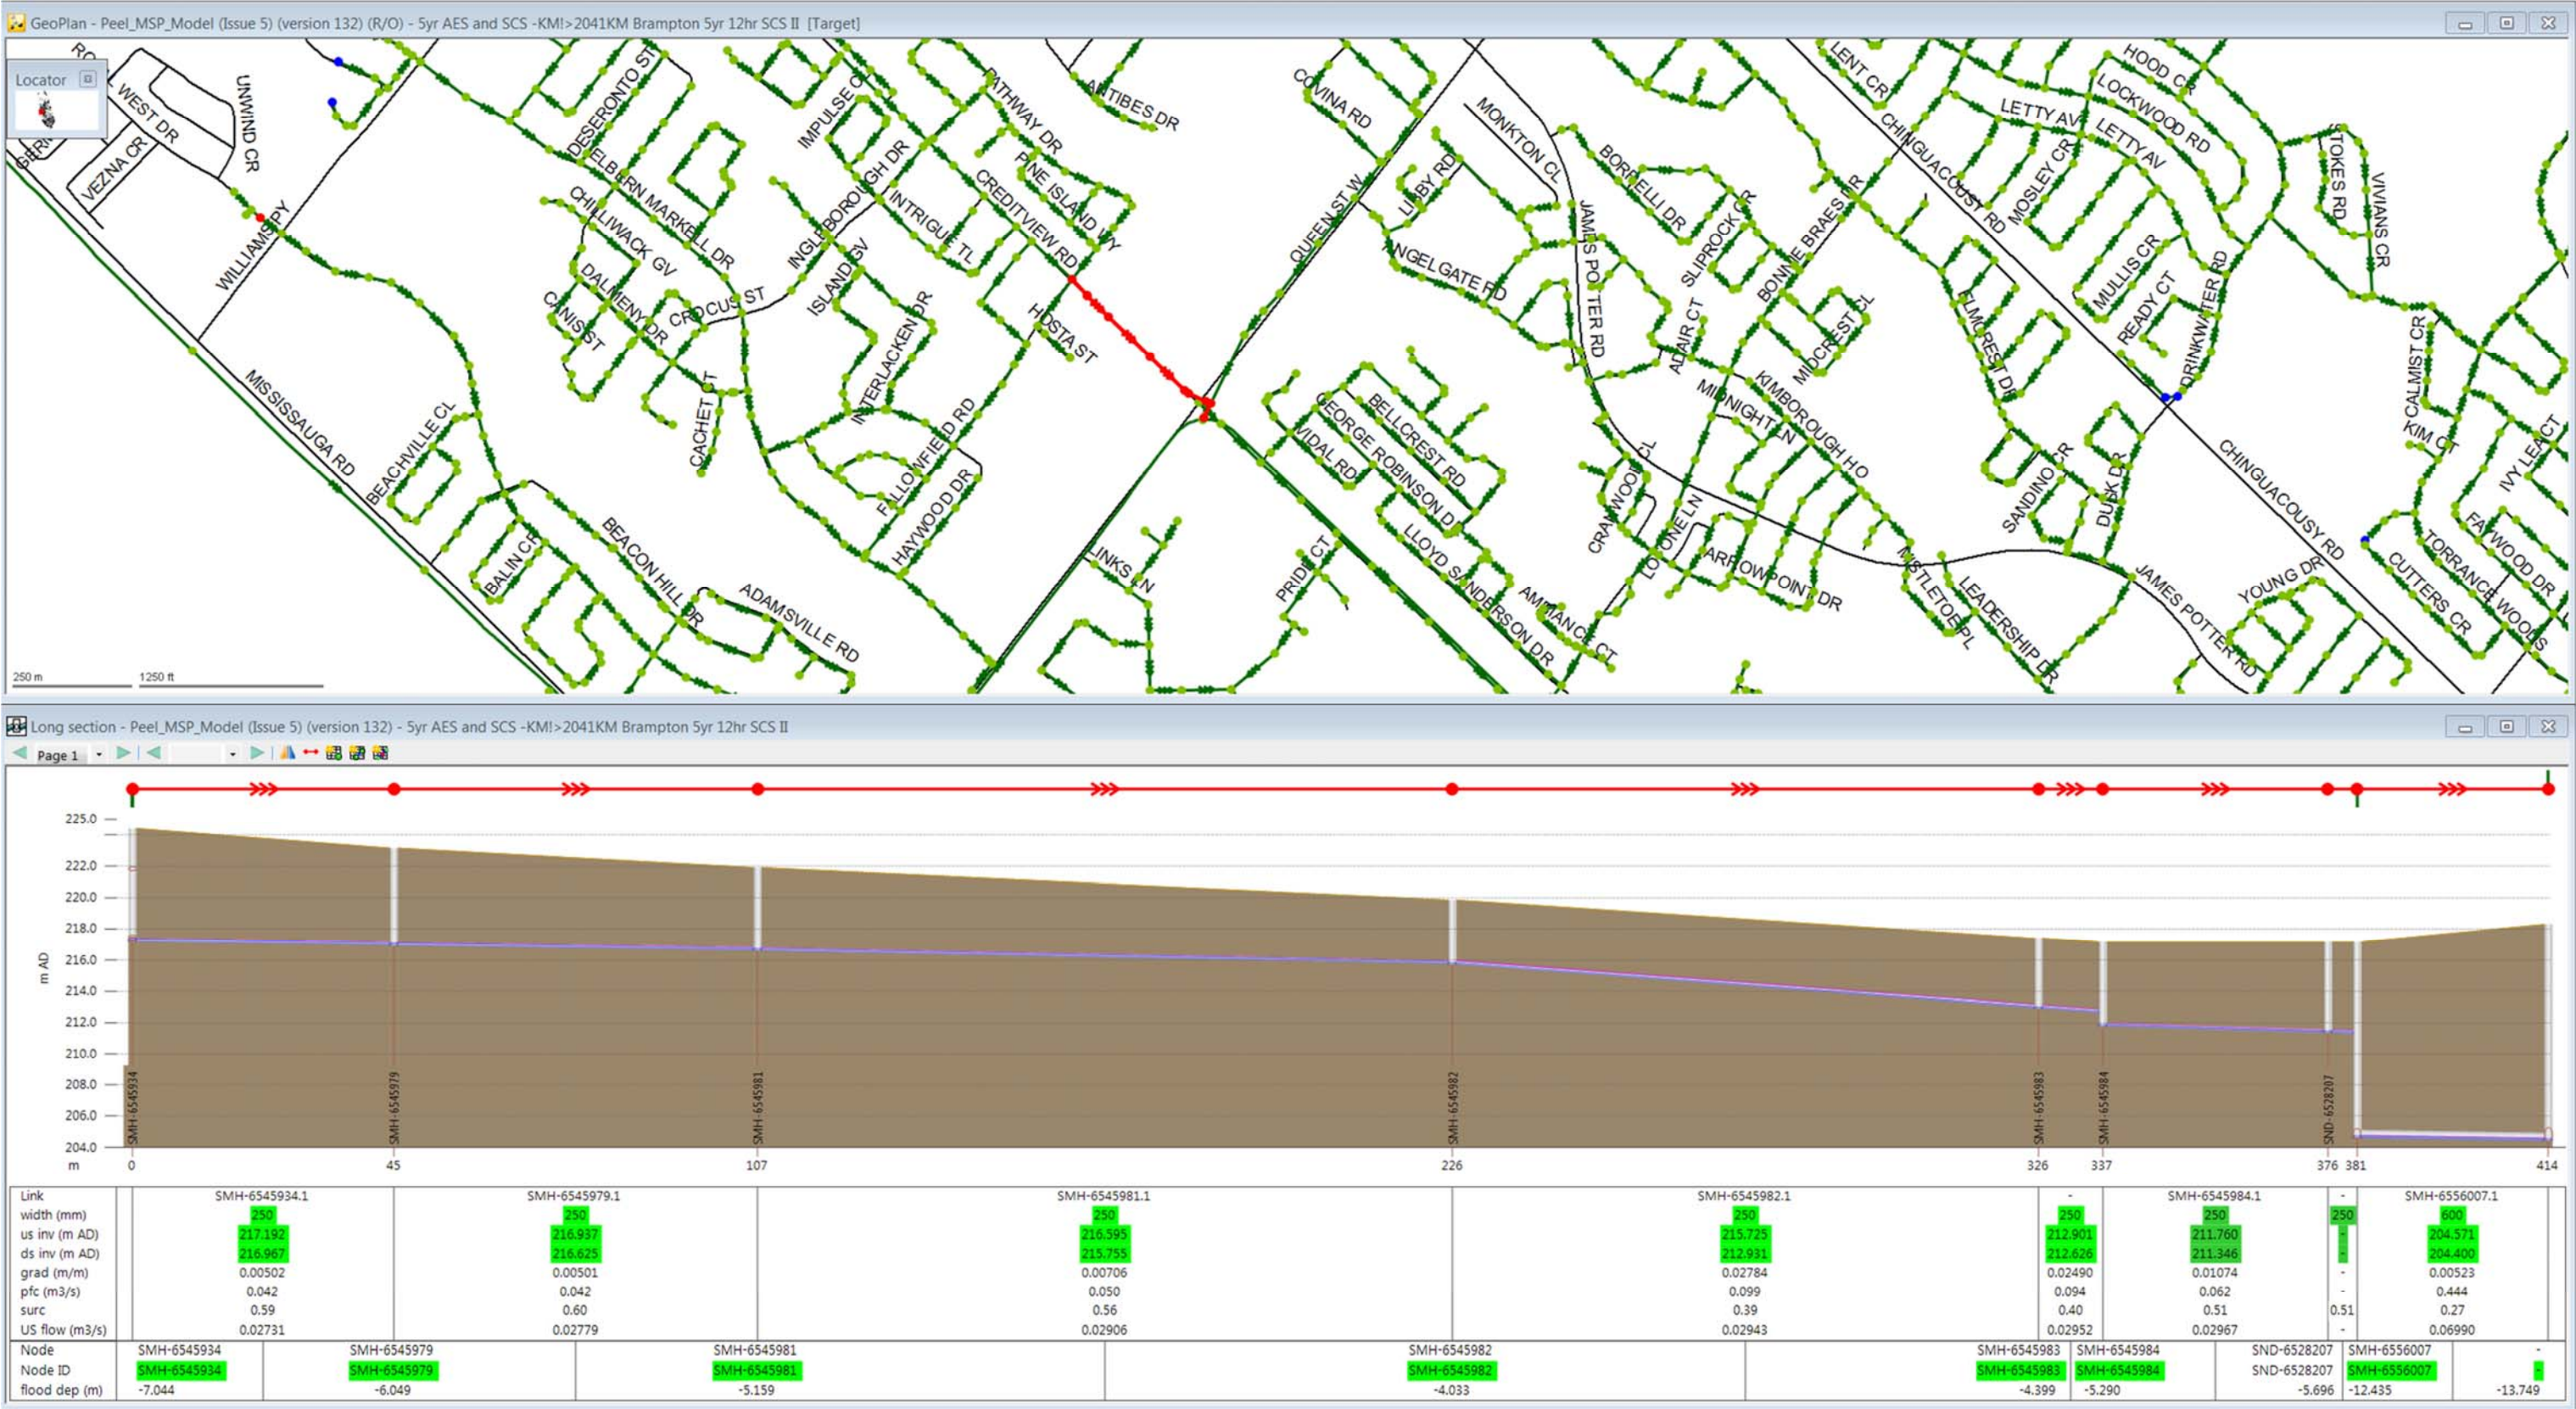 GeoPlan - Peel_MSP_Model (Issue 5) (version 132) (R/O) - 5yr AES and SCS -KM!>2041KM Brampton 5yr 12hr SCS II [Target]
Locator
WEST DR
UNWIND CR
VEZNA CR
WILLIAMS PY
MISSISSAUGA RD
DESERONTO ST
ELBERN MARKELL DR
CHILLIWACK GV
DALMENY DR
CANIS ST
CROCUS ST
CACHET CT
IMPULSE C
INGLEBOROUGH DR
ISLAND GV
INTERLACKEN DR
INTRIGUE TL
PATHWAY DR
PINE ISLAND WY
CREDITVIEW RD
ANTIBES DR
HOSTA ST
FALLOWFIELD RD
HAYWOOD DR
BEACHVILLE CL
BALIN CR
BEACON HILL DR
ADAMSVILLE RD
COVINA RD
QUEEN ST W
MONKTON CL
LIBBY RD
ANGELGATE RD
JAMES POTTER RD
BORRELLI DR
SLIPROCK CR
BONNIE BRAES DR
ADAIR CT
MIDCREST CL
MIDNIGHT LN
KIMBOROUGH HO
LINKS LN
PRIDE CT
VIDAL RD
GEORGE ROBINSON D
BELLCREST RD
LLOYD SANDERSON DR
AMMANCE CT
CRANWOOD CL
LONE LN
ARROWPOINT DR
MISTLETOE PL
LEADERSHIP DR
JAMES POTTER RD
LENT CR
CHINGUACOUSY RD
LETTY AV
LETTY AV
LOCKWOOD RD
HOOD CR
MOSLEY CR
MULLIS CR
READY CT
DRINKWATER RD
STOKES RD
VIVIANS CR
ELMCREST DR
SANDINO CR
DUSK DR
CALMIST CR
KIM CT
IVY LEA CT
CHINGUACOUSY RD
YOUNG DR
CUTTERS CR
TORRANCE WOODS
FATWOOD DR
250 m 1250 ft
Long section - Peel_MSP_Model (Issue 5) (version 132) - 5yr AES and SCS -KM!>2041KM Brampton 5yr 12hr SCS II
Page 1
225.0
222.0
220.0
218.0
216.0
m AD
214.0
212.0
210.0
208.0
206.0
204.0
SMH-6545934 SMH-6545979 SMH-6545981 SMH-6545982 SMH-6545983 SMH-6545984 SND-6528207
m 0 45 107 226 326 337 376 381 414
Link SMH-6545934.1 SMH-6545979.1 SMH-6545981.1 SMH-6545982.1 - SMH-6545984.1 - SMH-6556007.1
width (mm) 250 250 250 250 250 250 250 600
us inv (m AD) 217.192 216.937 216.595 215.725 212.901 211.760 - 204.571
ds inv (m AD) 216.967 216.625 215.755 212.931 212.626 211.346 - 204.400
grad (m/m) 0.00502 0.00501 0.00706 0.02784 0.02490 0.01074 - 0.00523
pfc (m3/s) 0.042 0.042 0.050 0.099 0.094 0.062 - 0.444
surc 0.59 0.60 0.56 0.39 0.40 0.51 0.51 0.27
US flow (m3/s) 0.02731 0.02779 0.02906 0.02943 0.02952 0.02967 - 0.06990
Node SMH-6545934 SMH-6545979 SMH-6545981 SMH-6545982 SMH-6545983 SMH-6545984 SND-6528207 SMH-6556007 -
Node ID SMH-6545934 SMH-6545979 SMH-6545981 SMH-6545982 SMH-6545983 SMH-6545984 SND-6528207 SMH-6556007 -
flood dep (m) -7.044 -6.049 -5.159 -4.033 -4.399 -5.290 -5.696 -12.435 -13.749